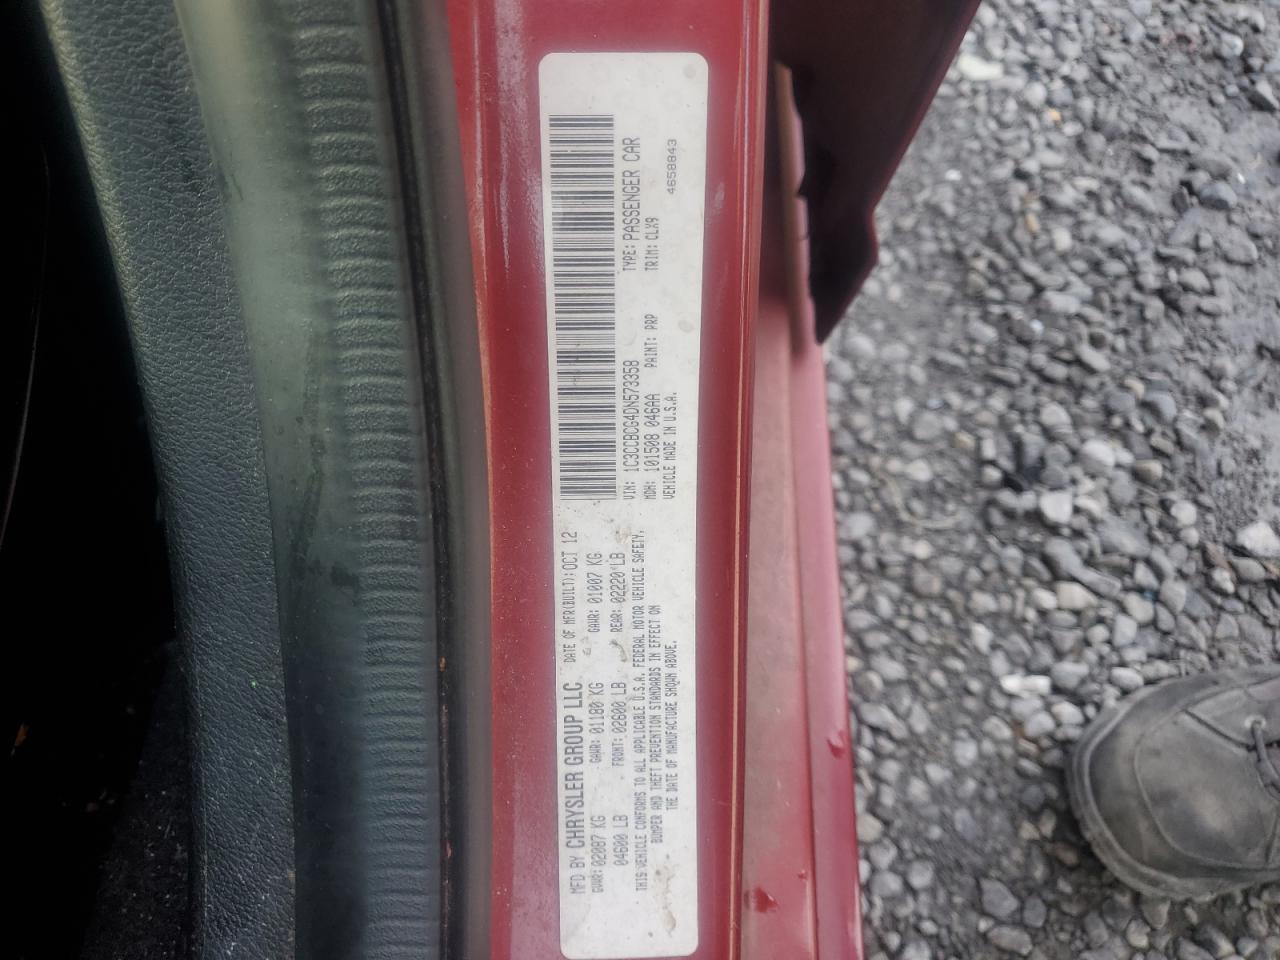 MFD BY CHRYSLER GROUP LLC DATE OF MFR(BUILT):OCT 12
GVWR:02087 KG GAWR: 01180 KG GAWR: 01007 KG
04600 LB FRONT: 02600 LB REAR: 02220 LB
THIS VEHICLE CONFORMS TO ALL APPLICABLE U.S.A. FEDERAL MOTOR VEHICLE SAFETY,
BUMPER AND THEFT PREVENTION STANDARDS IN EFFECT ON
THE DATE OF MANUFACTURE SHOWN ABOVE.
VIN: 1C3CCBCG4DN573358 TYPE: PASSENGER CAR
MDH: 101508 046AA PAINT: PRP TRIM: CLX9
VEHICLE MADE IN U.S.A.
4658843